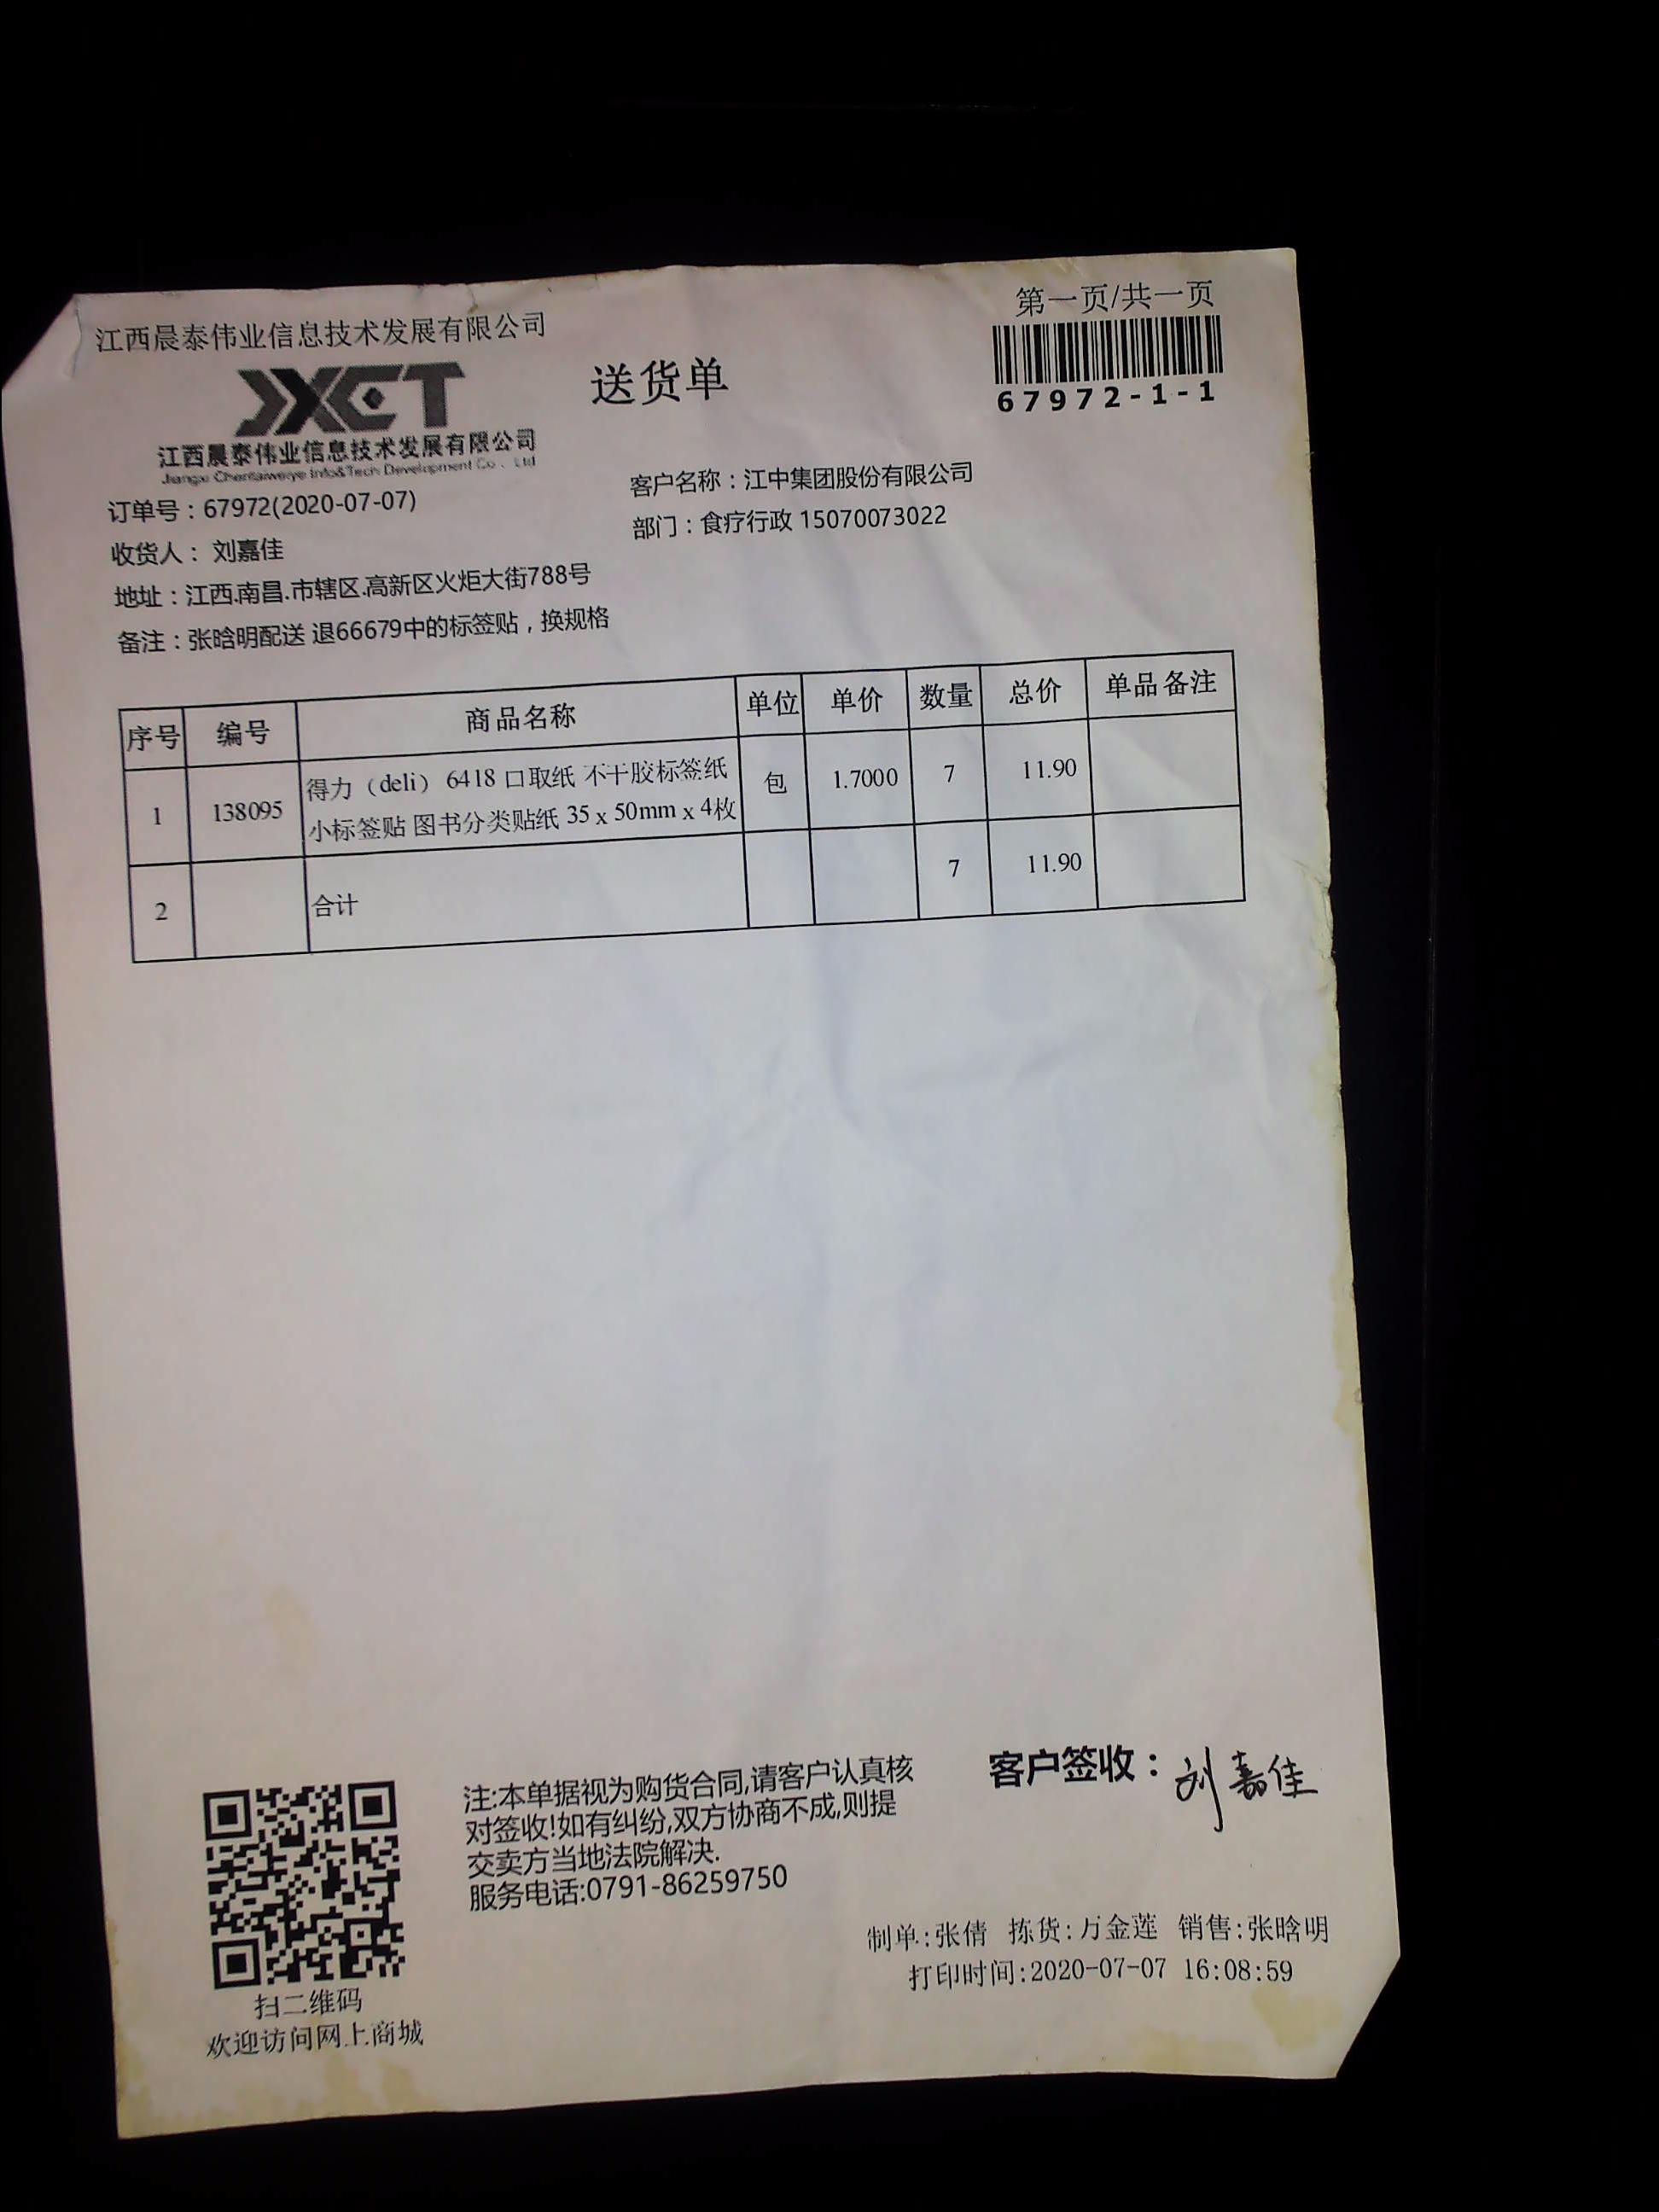 江西晨泰伟业信息技术发展有限公司
第一页/共一页
JXCT
送货单
67972-1-1
江西晨泰伟业信息技术发展有限公司
Jiangxi Chentaiweiye Info&Tech Development Co., Ltd
订单号：67972(2020-07-07)
客户名称：江中集团股份有限公司
收货人： 刘嘉佳
部门：食疗行政 15070073022
地址：江西.南昌.市辖区.高新区火炬大街788号
备注：张晗明配送 退66679中的标签贴，换规格
序号 编号 商品名称 单位 单价 数量 总价 单品备注
1 138095 得力（deli） 6418 口取纸 不干胶标签纸 包 1.7000 7 11.90
小标签贴 图书分类贴纸 35 x 50mm x 4枚
2 合计 7 11.90
注:本单据视为购货合同,请客户认真核
对签收!如有纠纷,双方协商不成,则提
交卖方当地法院解决.
服务电话:0791-86259750
客户签收：刘嘉佳
制单:张倩 拣货:万金莲 销售:张晗明
打印时间:2020-07-07 16:08:59
扫二维码
欢迎访问网上商城